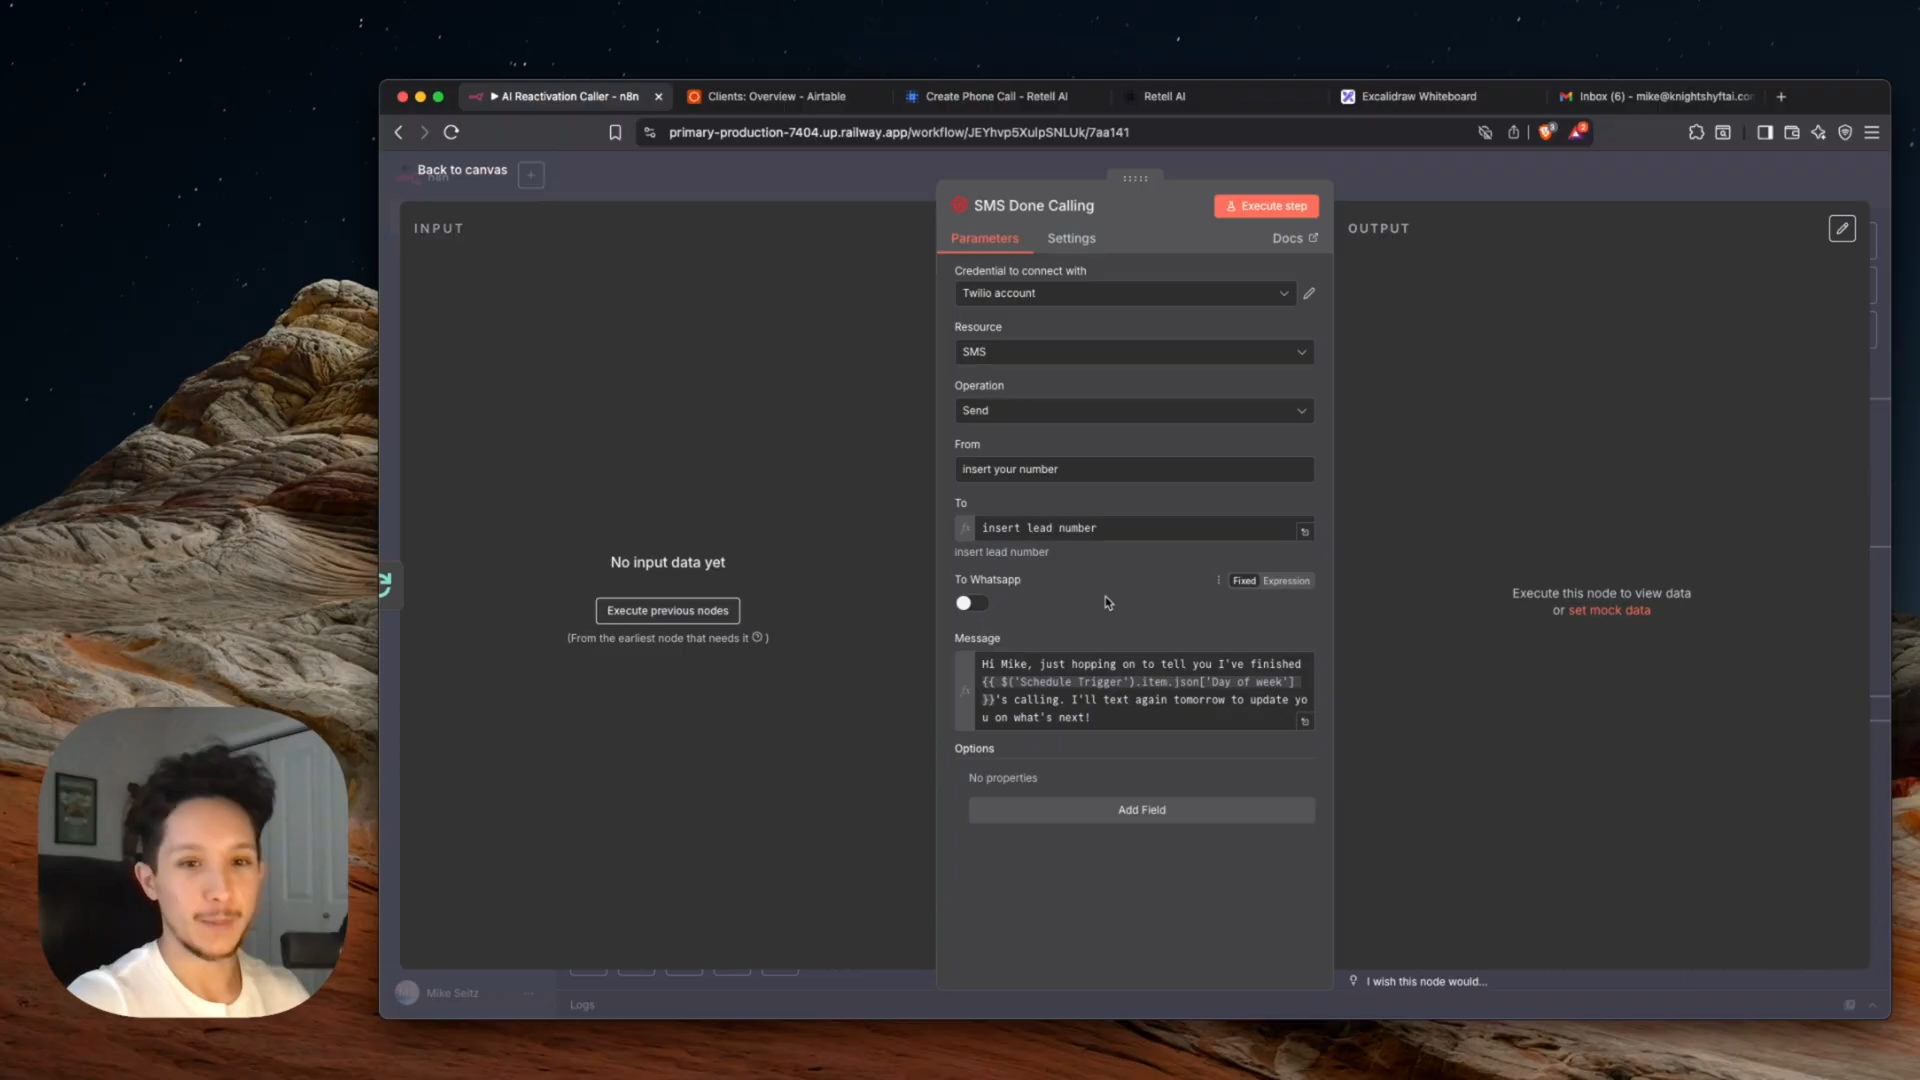 AI Reactivation Caller - n8n
Clients: Overview - Airtable
Create Phone Call - Retell AI
Retell AI
Excalidraw Whiteboard
Inbox (6) - mike@knightshyftai.co
primary-production-7404.up.railway.app/workflow/JEYhvp5XulpSNLUk/7aa141
Back to canvas
n8n
INPUT
No input data yet
Execute previous nodes
(From the earliest node that needs it ?)
SMS Done Calling
Execute step
Parameters
Settings
Docs
Credential to connect with
Twilio account
Resource
SMS
Operation
Send
From
insert your number
To
fx
insert lead number
insert lead number
To Whatsapp
Fixed
Expression
Message
fx
Hi Mike, just hopping on to tell you I've finished
{{ $('Schedule Trigger').item.json['Day of week']
}}'s calling. I'll text again tomorrow to update yo
u on what's next!
Options
No properties
Add Field
OUTPUT
Execute this node to view data
or set mock data
I wish this node would...
Mike Seitz
Logs